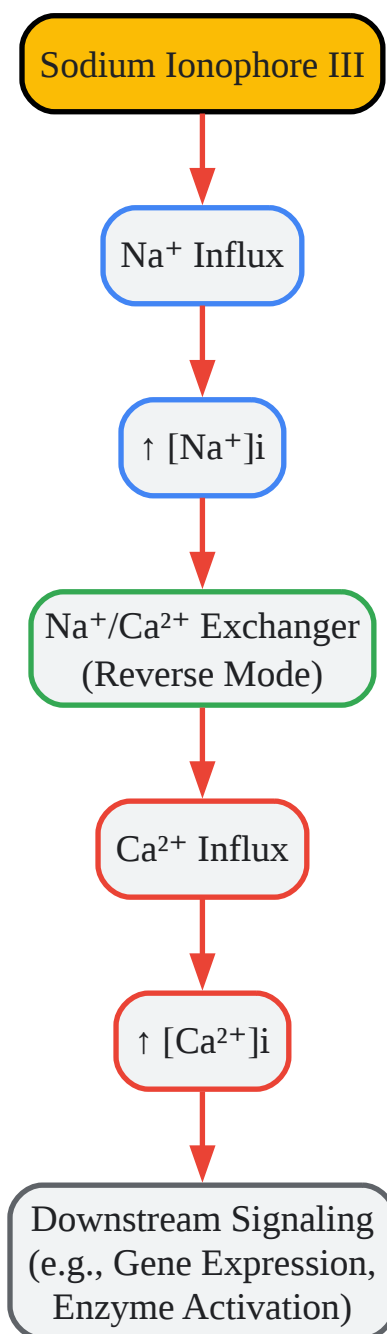 Sodium Ionophore III
Na⁺ Influx
↑ [Na⁺]i
Na⁺/Ca²⁺ Exchanger
(Reverse Mode)
Ca²⁺ Influx
↑ [Ca²⁺]i
Downstream Signaling
(e.g., Gene Expression,
Enzyme Activation)